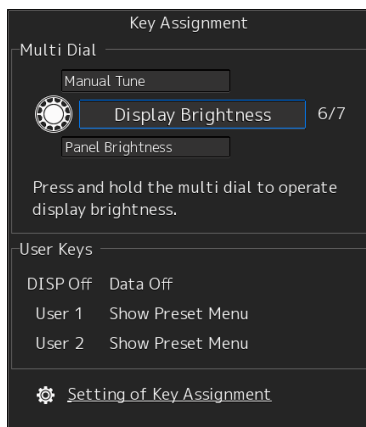 Key Assignment
Multi Dial
Manual Tune
Display Brightness 6/7
Panel Brightness
Press and hold the multi dial to operate
display brightness.
User Keys
DISP Off Data Off
User 1 Show Preset Menu
User 2 Show Preset Menu
Setting of Key Assignment